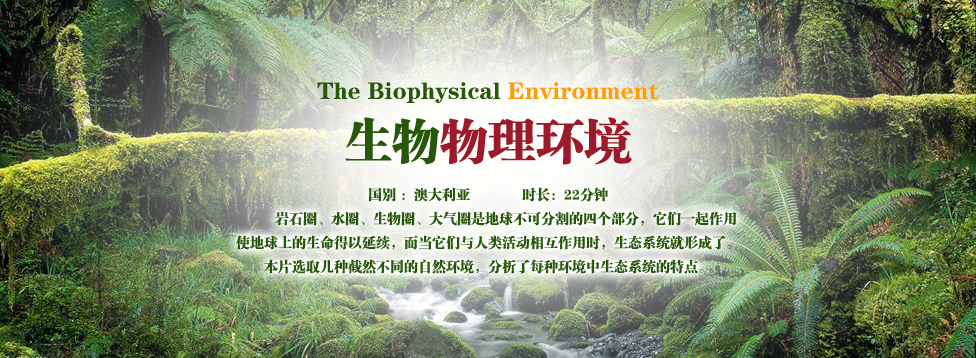 The Biophysical Environment
生物物理环境
国别：澳大利亚 时长：22分钟
岩石圈、水圈、生物圈、大气圈是地球不可分割的四个部分，它们一起作用
使地球上的生命得以延续，而当它们与人类活动相互作用时，生态系统就形成了。
本片选取几种截然不同的自然环境，分析了每种环境中生态系统的特点。